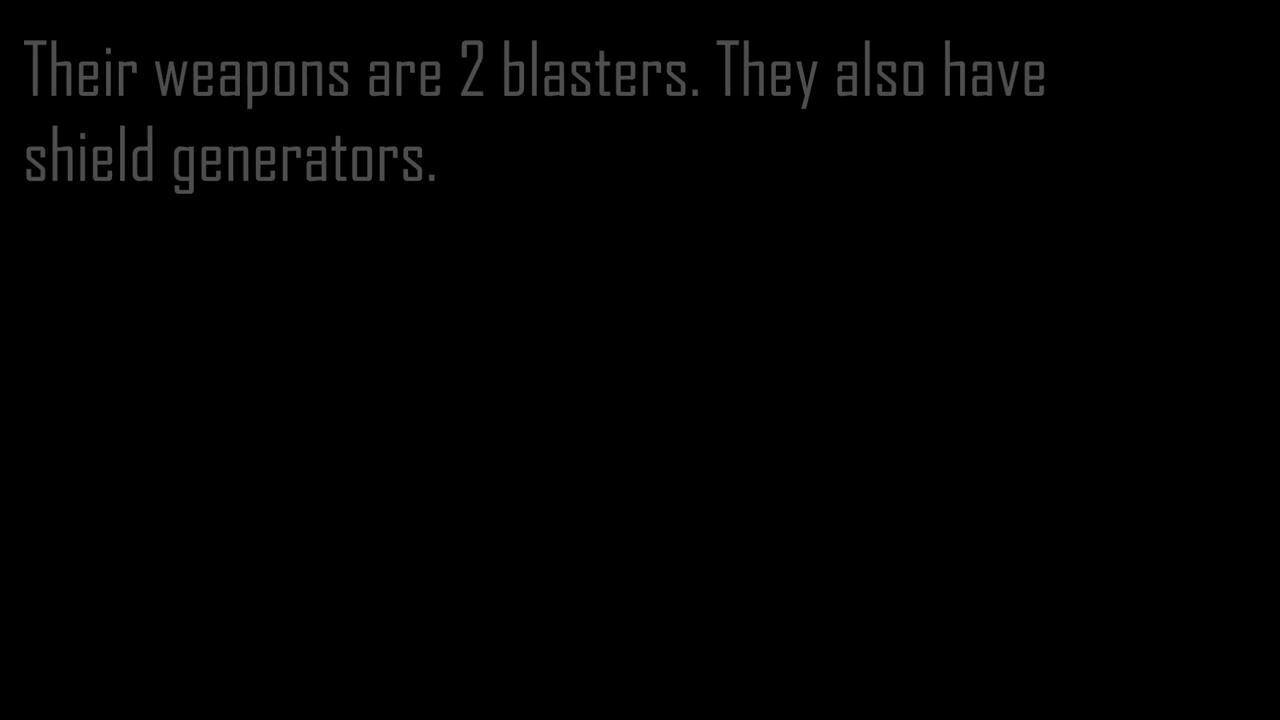 Their weapons are 2 blasters. They also have
shield generators.